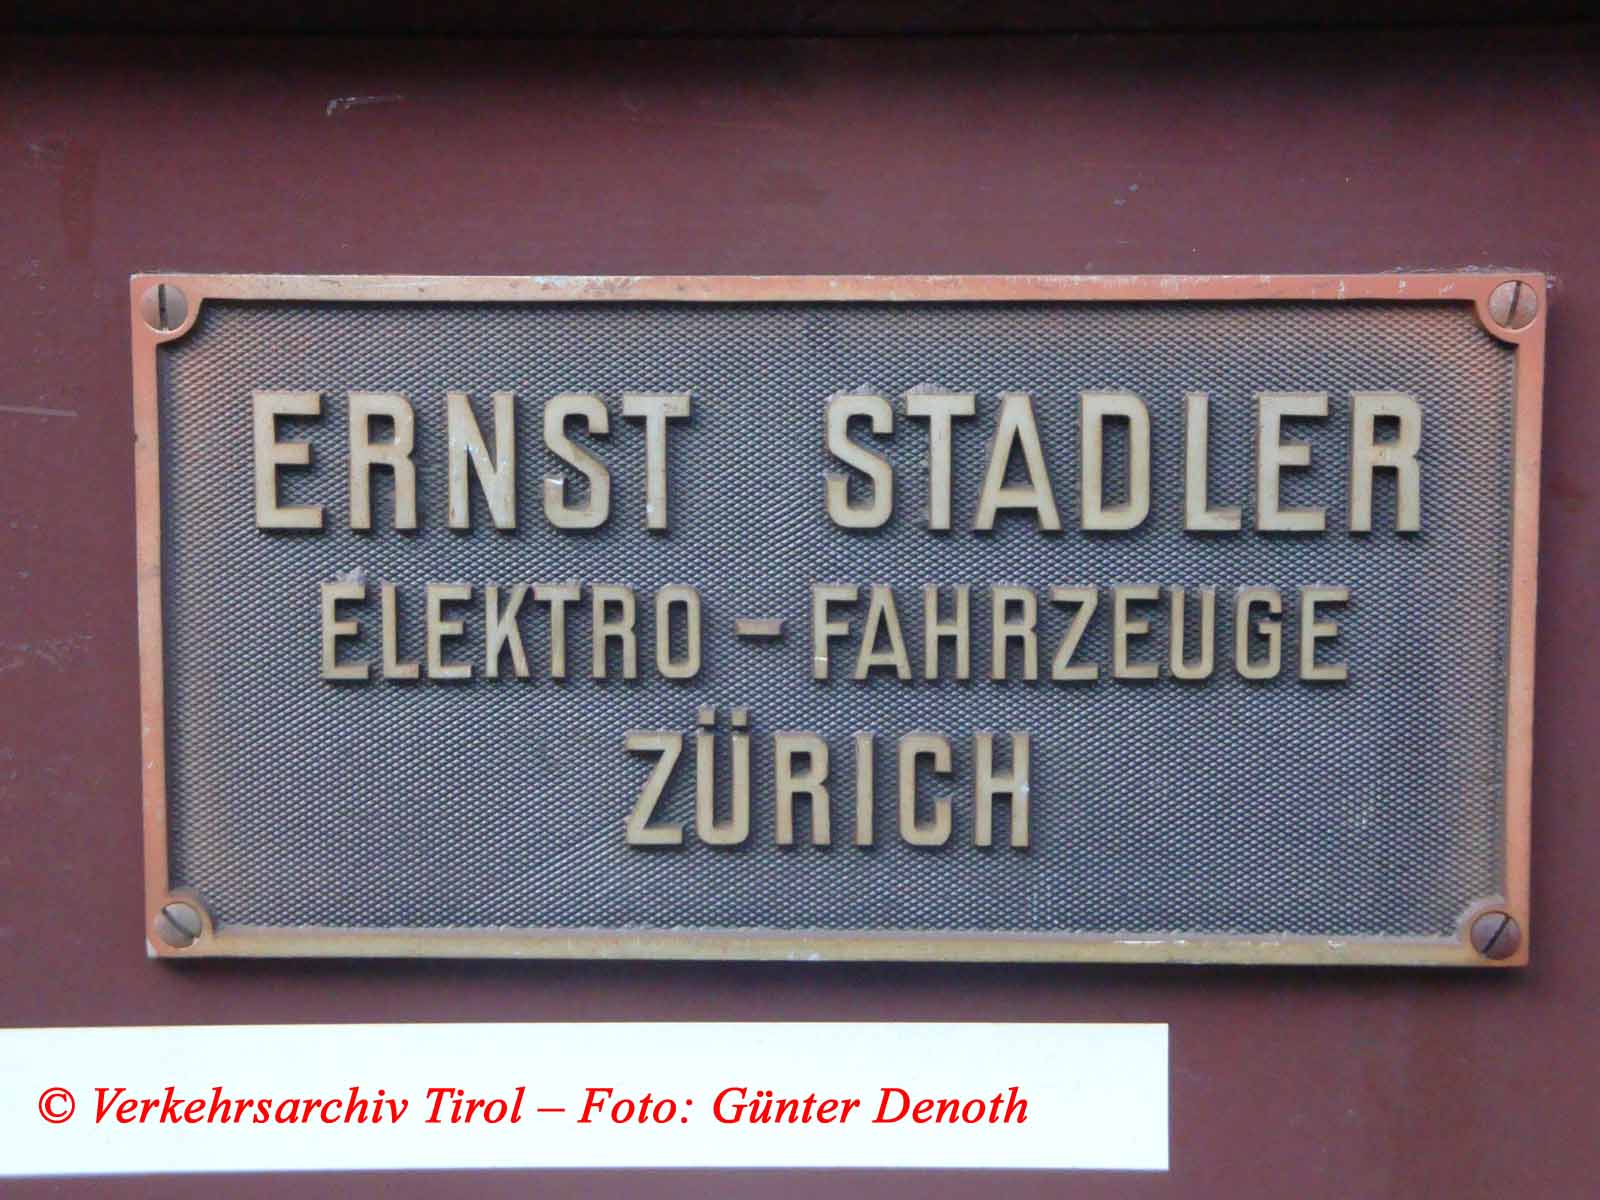 ERNST STADLER
ELEKTRO-FAHRZEUGE
ZÜRICH
© Verkehrsarchiv Tirol – Foto: Günter Denoth